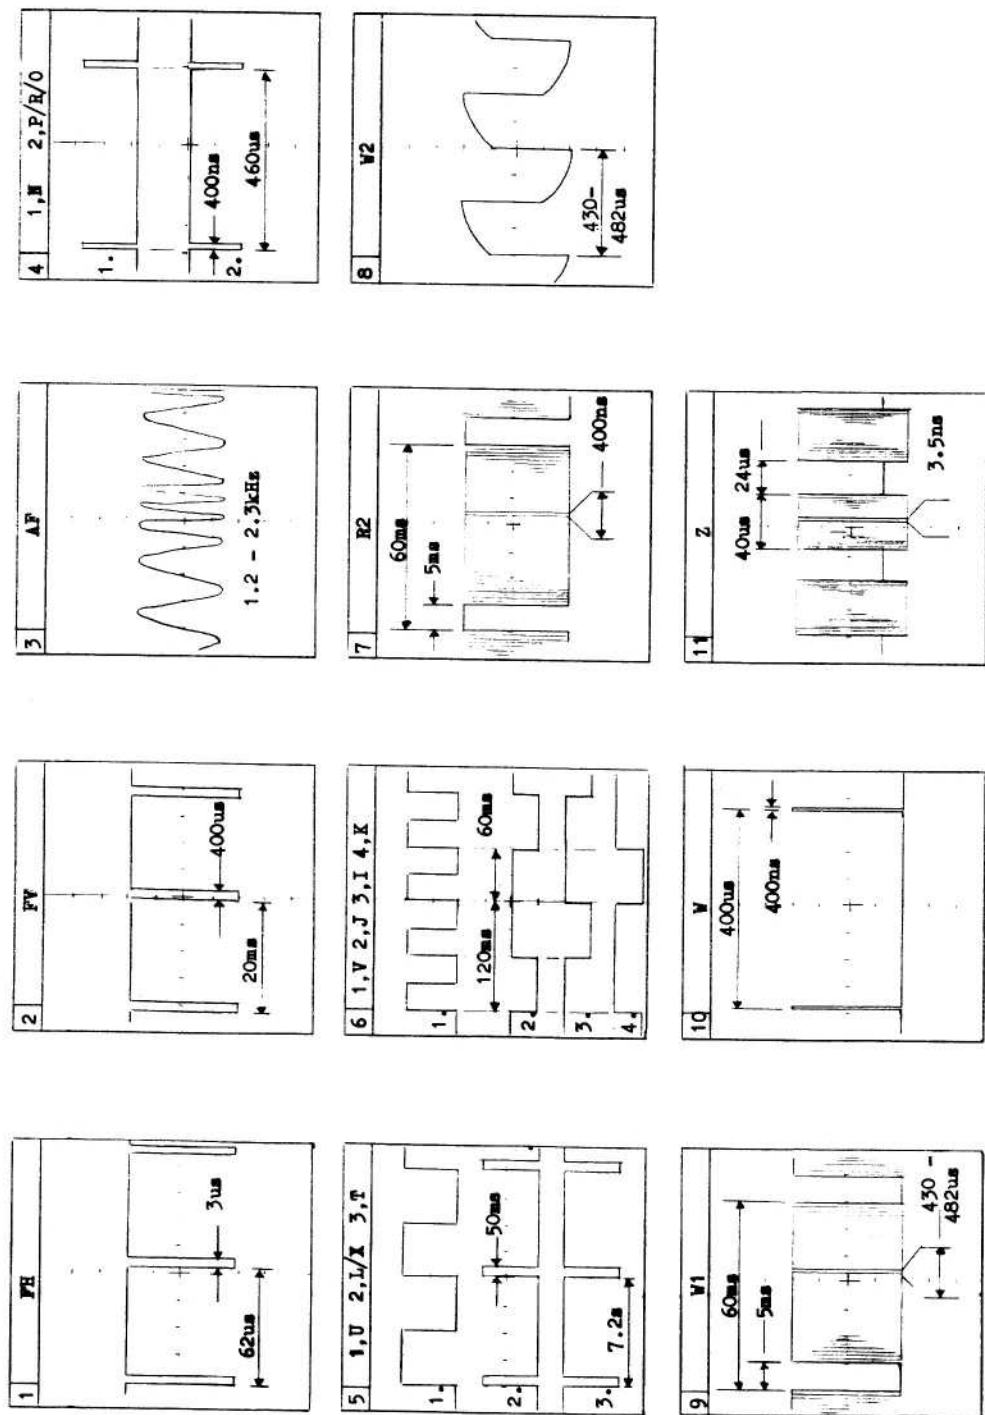 1 FH
62us
3us
2 FV
20ms
400us
3 AF
1.2 - 2.3kHz
4 1,N 2,P/R/O
1.
400ns
2.
460us
5 1,U 2,L/X 3,T
1.
2.
50ms
3.
7.2s
6 1,V 2,J 3,I 4,K
1.
120ms
60ms
2.
3.
4.
7 R2
60ms
5ms
400ns
8 W2
430-
482us
9 W1
60ms
5ms
430 -
482us
10 W
400us
400ns
11 Z
40us
24us
3.5ns